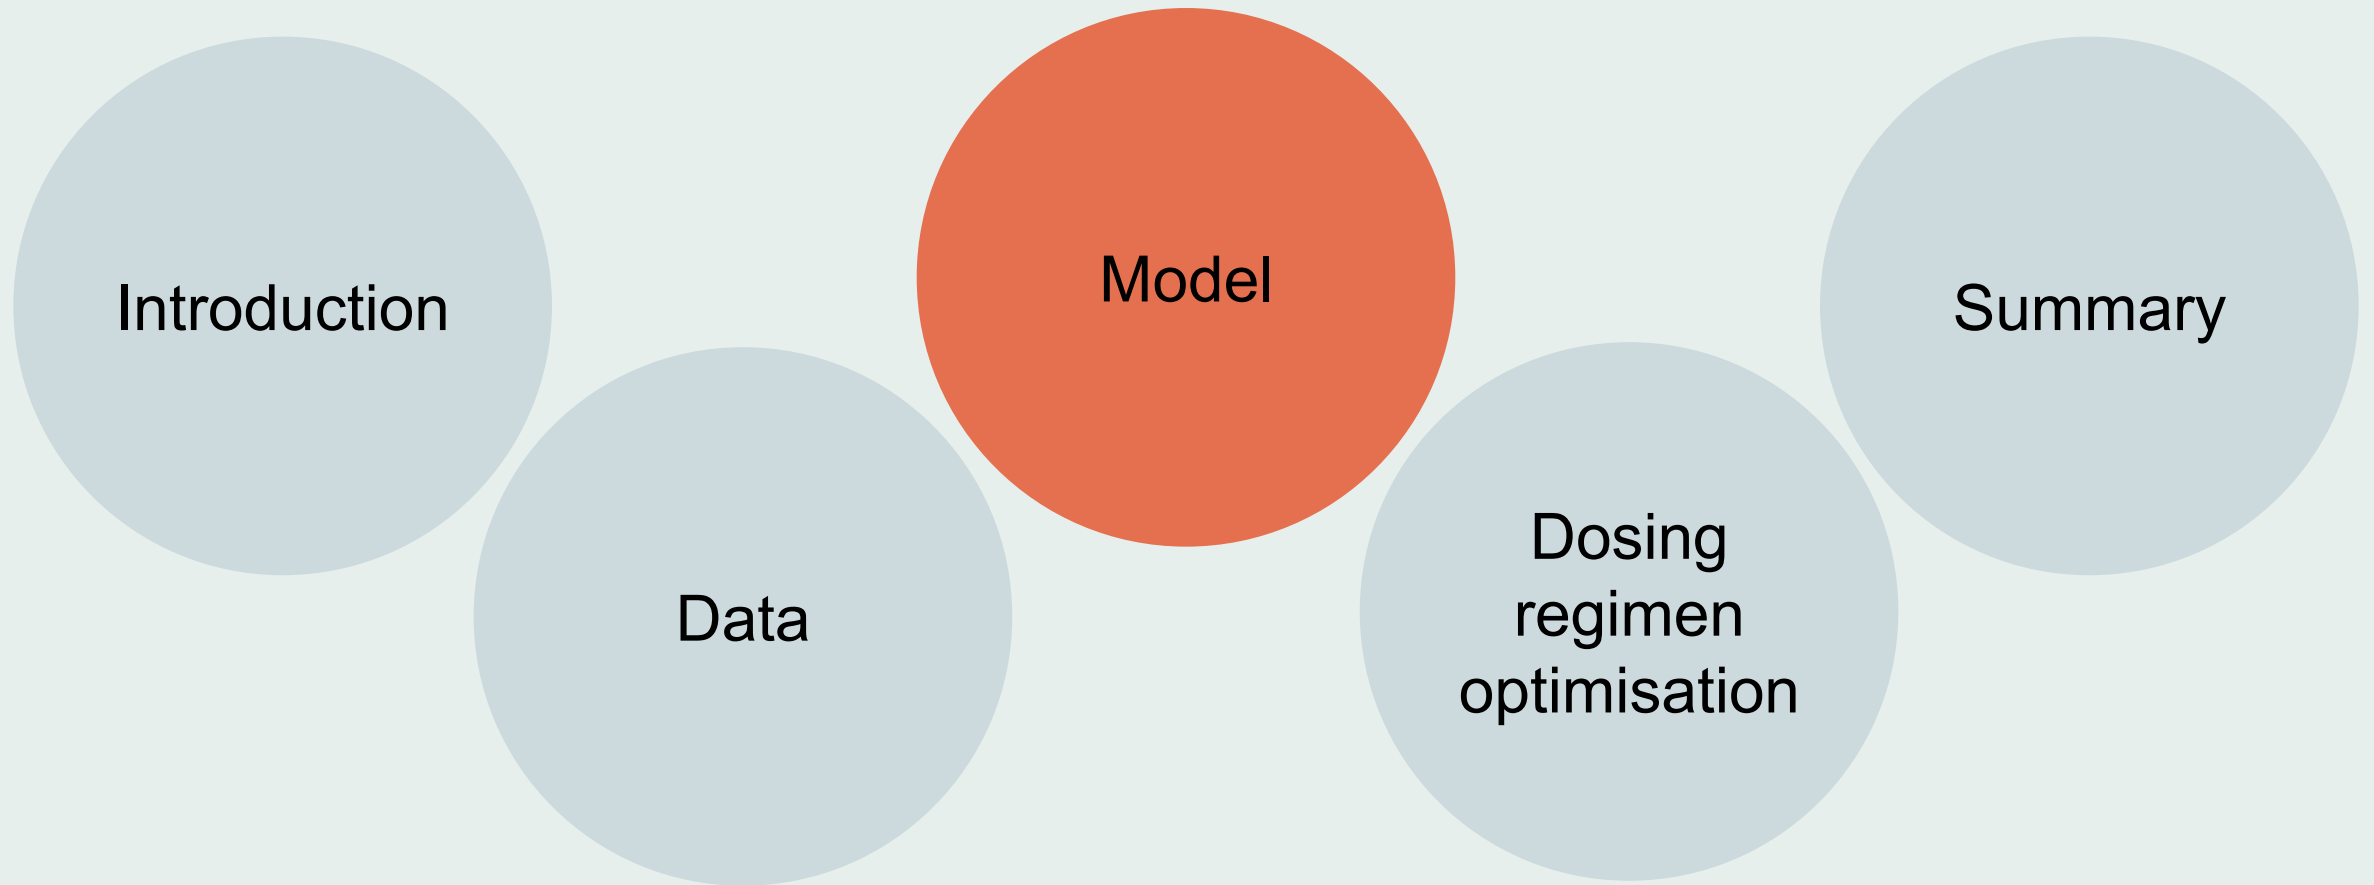 Introduction
Data
Model
Dosing
regimen
optimisation
Summary